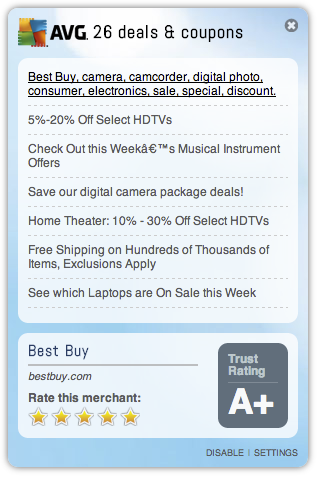 AVG. 26 deals & coupons
Best Buy, camera, camcorder, digital photo,
consumer, electronics, sale, special, discount.
5%-20% Off Select HDTVs
Check Out this Weekâ€™s Musical Instrument
Offers
Save our digital camera package deals!
Home Theater: 10% - 30% Off Select HDTVs
Free Shipping on Hundreds of Thousands of
Items, Exclusions Apply
See which Laptops are On Sale this Week
Best Buy
bestbuy.com
Rate this merchant:
Trust
Rating
A+
DISABLE | SETTINGS